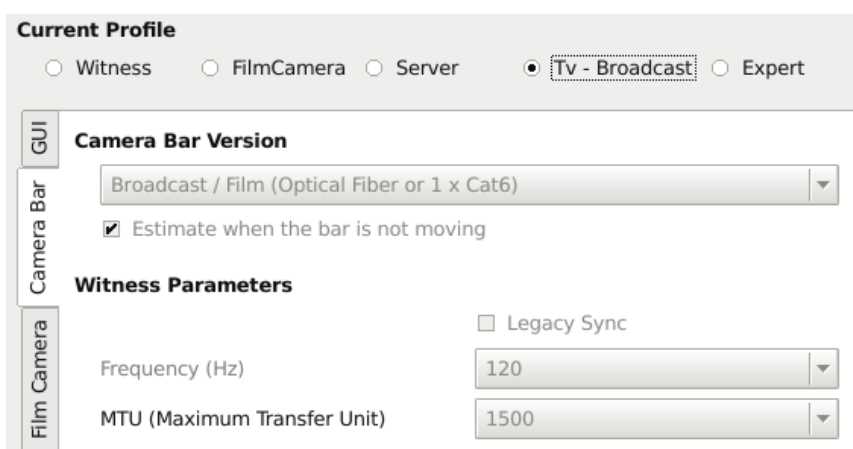 Current Profile
Witness FilmCamera Server Tv - Broadcast Expert
GUI
Camera Bar Version
Broadcast / Film (Optical Fiber or 1 x Cat6)
Estimate when the bar is not moving
Camera Bar
Witness Parameters
Legacy Sync
Frequency (Hz) 120
MTU (Maximum Transfer Unit) 1500
Film Camera